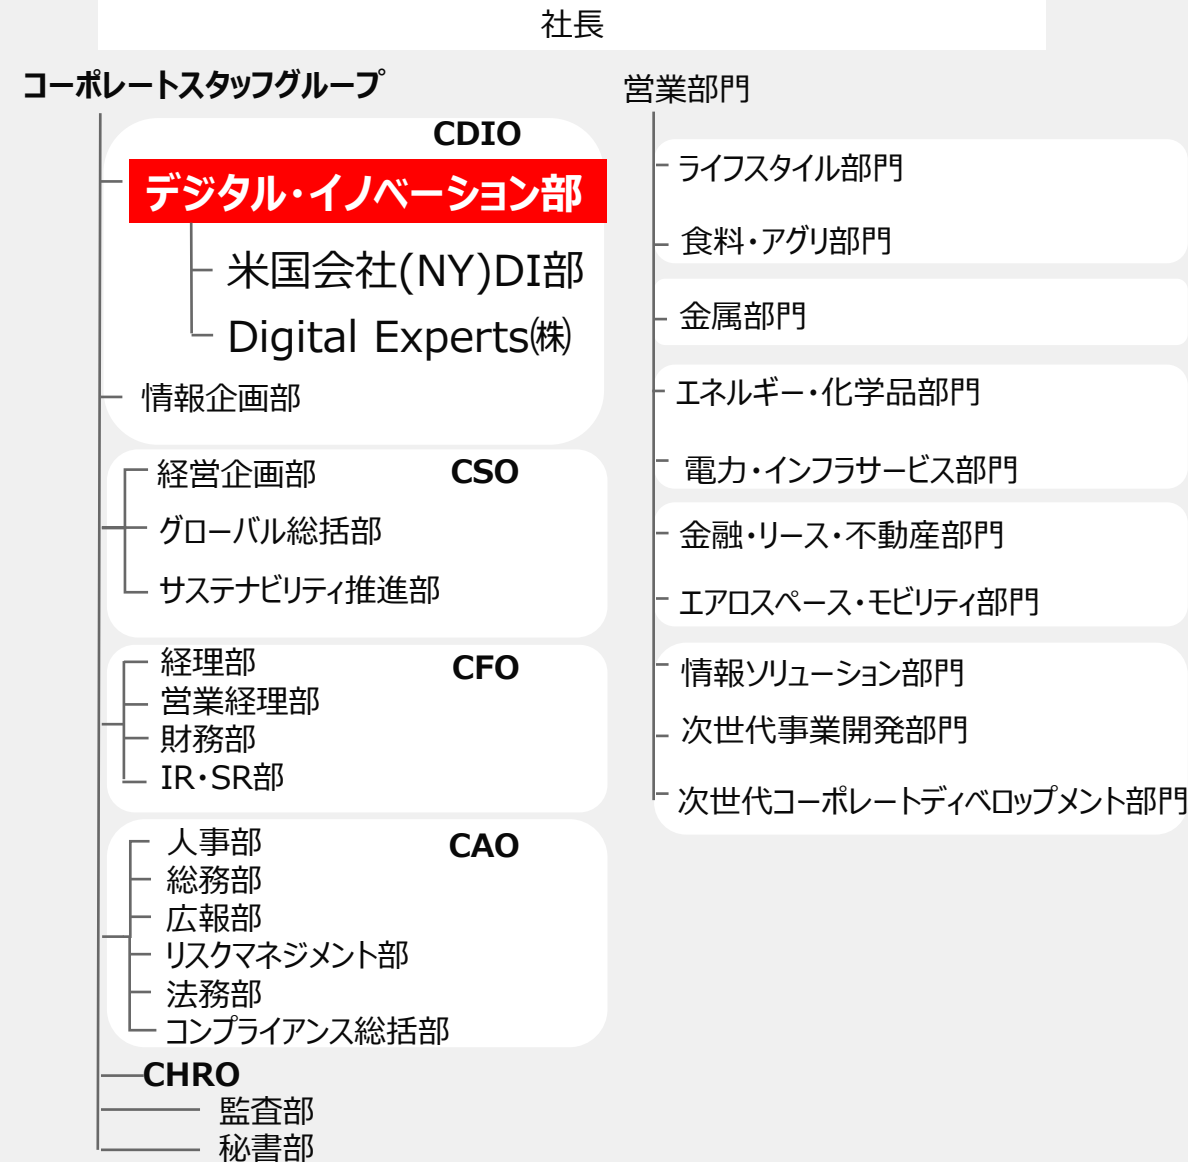 社長
コーポレートスタッフグループ
CDIO
デジタル・イノベーション部
米国会社(NY)DI部
Digital Experts㈱
情報企画部
経営企画部
CSO
グローバル総括部
サステナビリティ推進部
経理部
CFO
営業経理部
財務部
IR・SR部
人事部
CAO
総務部
広報部
リスクマネジメント部
法務部
コンプライアンス総括部
CHRO
監査部
秘書部
営業部門
ライフスタイル部門
食料・アグリ部門
金属部門
エネルギー・化学品部門
電力・インフラサービス部門
金融・リース・不動産部門
エアロスペース・モビリティ部門
情報ソリューション部門
次世代事業開発部門
次世代コーポレートディベロップメント部門